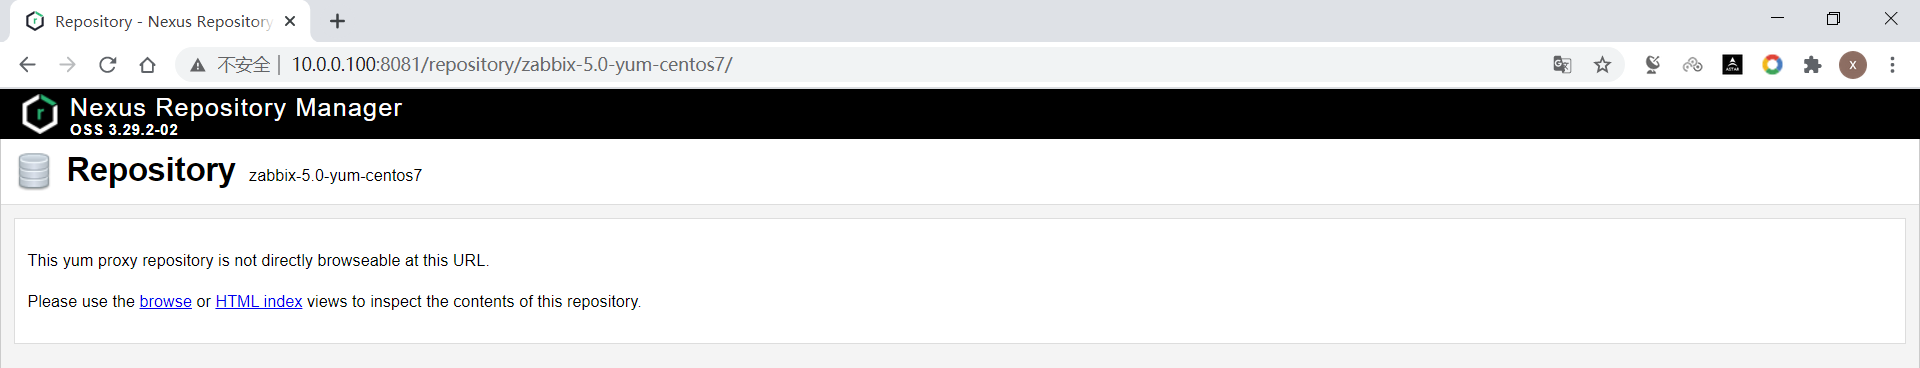 Repository - Nexus Repository
不安全 | 10.0.0.100:8081/repository/zabbix-5.0-yum-centos7/
ASTAR
x
r
Nexus Repository Manager
OSS 3.29.2-02
Repository zabbix-5.0-yum-centos7
This yum proxy repository is not directly browseable at this URL.
Please use the browse or HTML index views to inspect the contents of this repository.